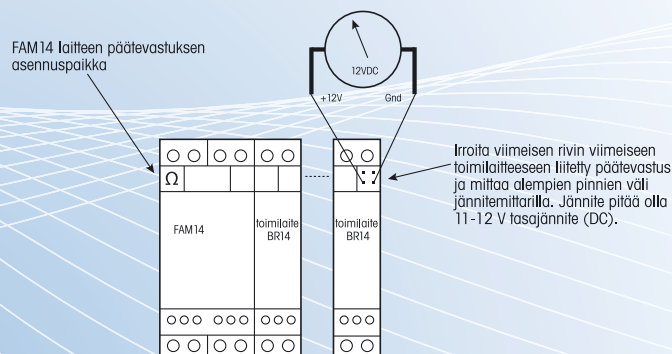 FAM14 laitteen päätevastuksen
asennuspaikka
12VDC
+12V
Gnd
Irroita viimeisen rivin viimeiseen
toimilaitteeseen liitetty päätevastus
ja mittaa alempien pinnien väli
jännitemittarilla. Jännite pitää olla
11-12 V tasajännite (DC).
Ω
FAM14
toimilaite
BR14
toimilaite
BR14